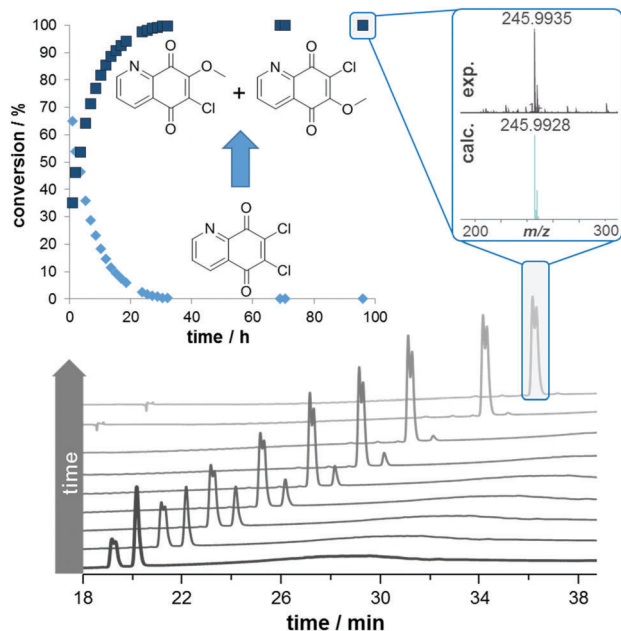 100
90
80
70
60
50
40
30
20
10
0
conversion / %
0 20 40 60 80 100
time / h
N O O Cl O
+
N O Cl O O
N O Cl Cl O
245.9935
exp.
245.9928
calc.
200 m/z 300
time
18 22 26 30 34 38
time / min